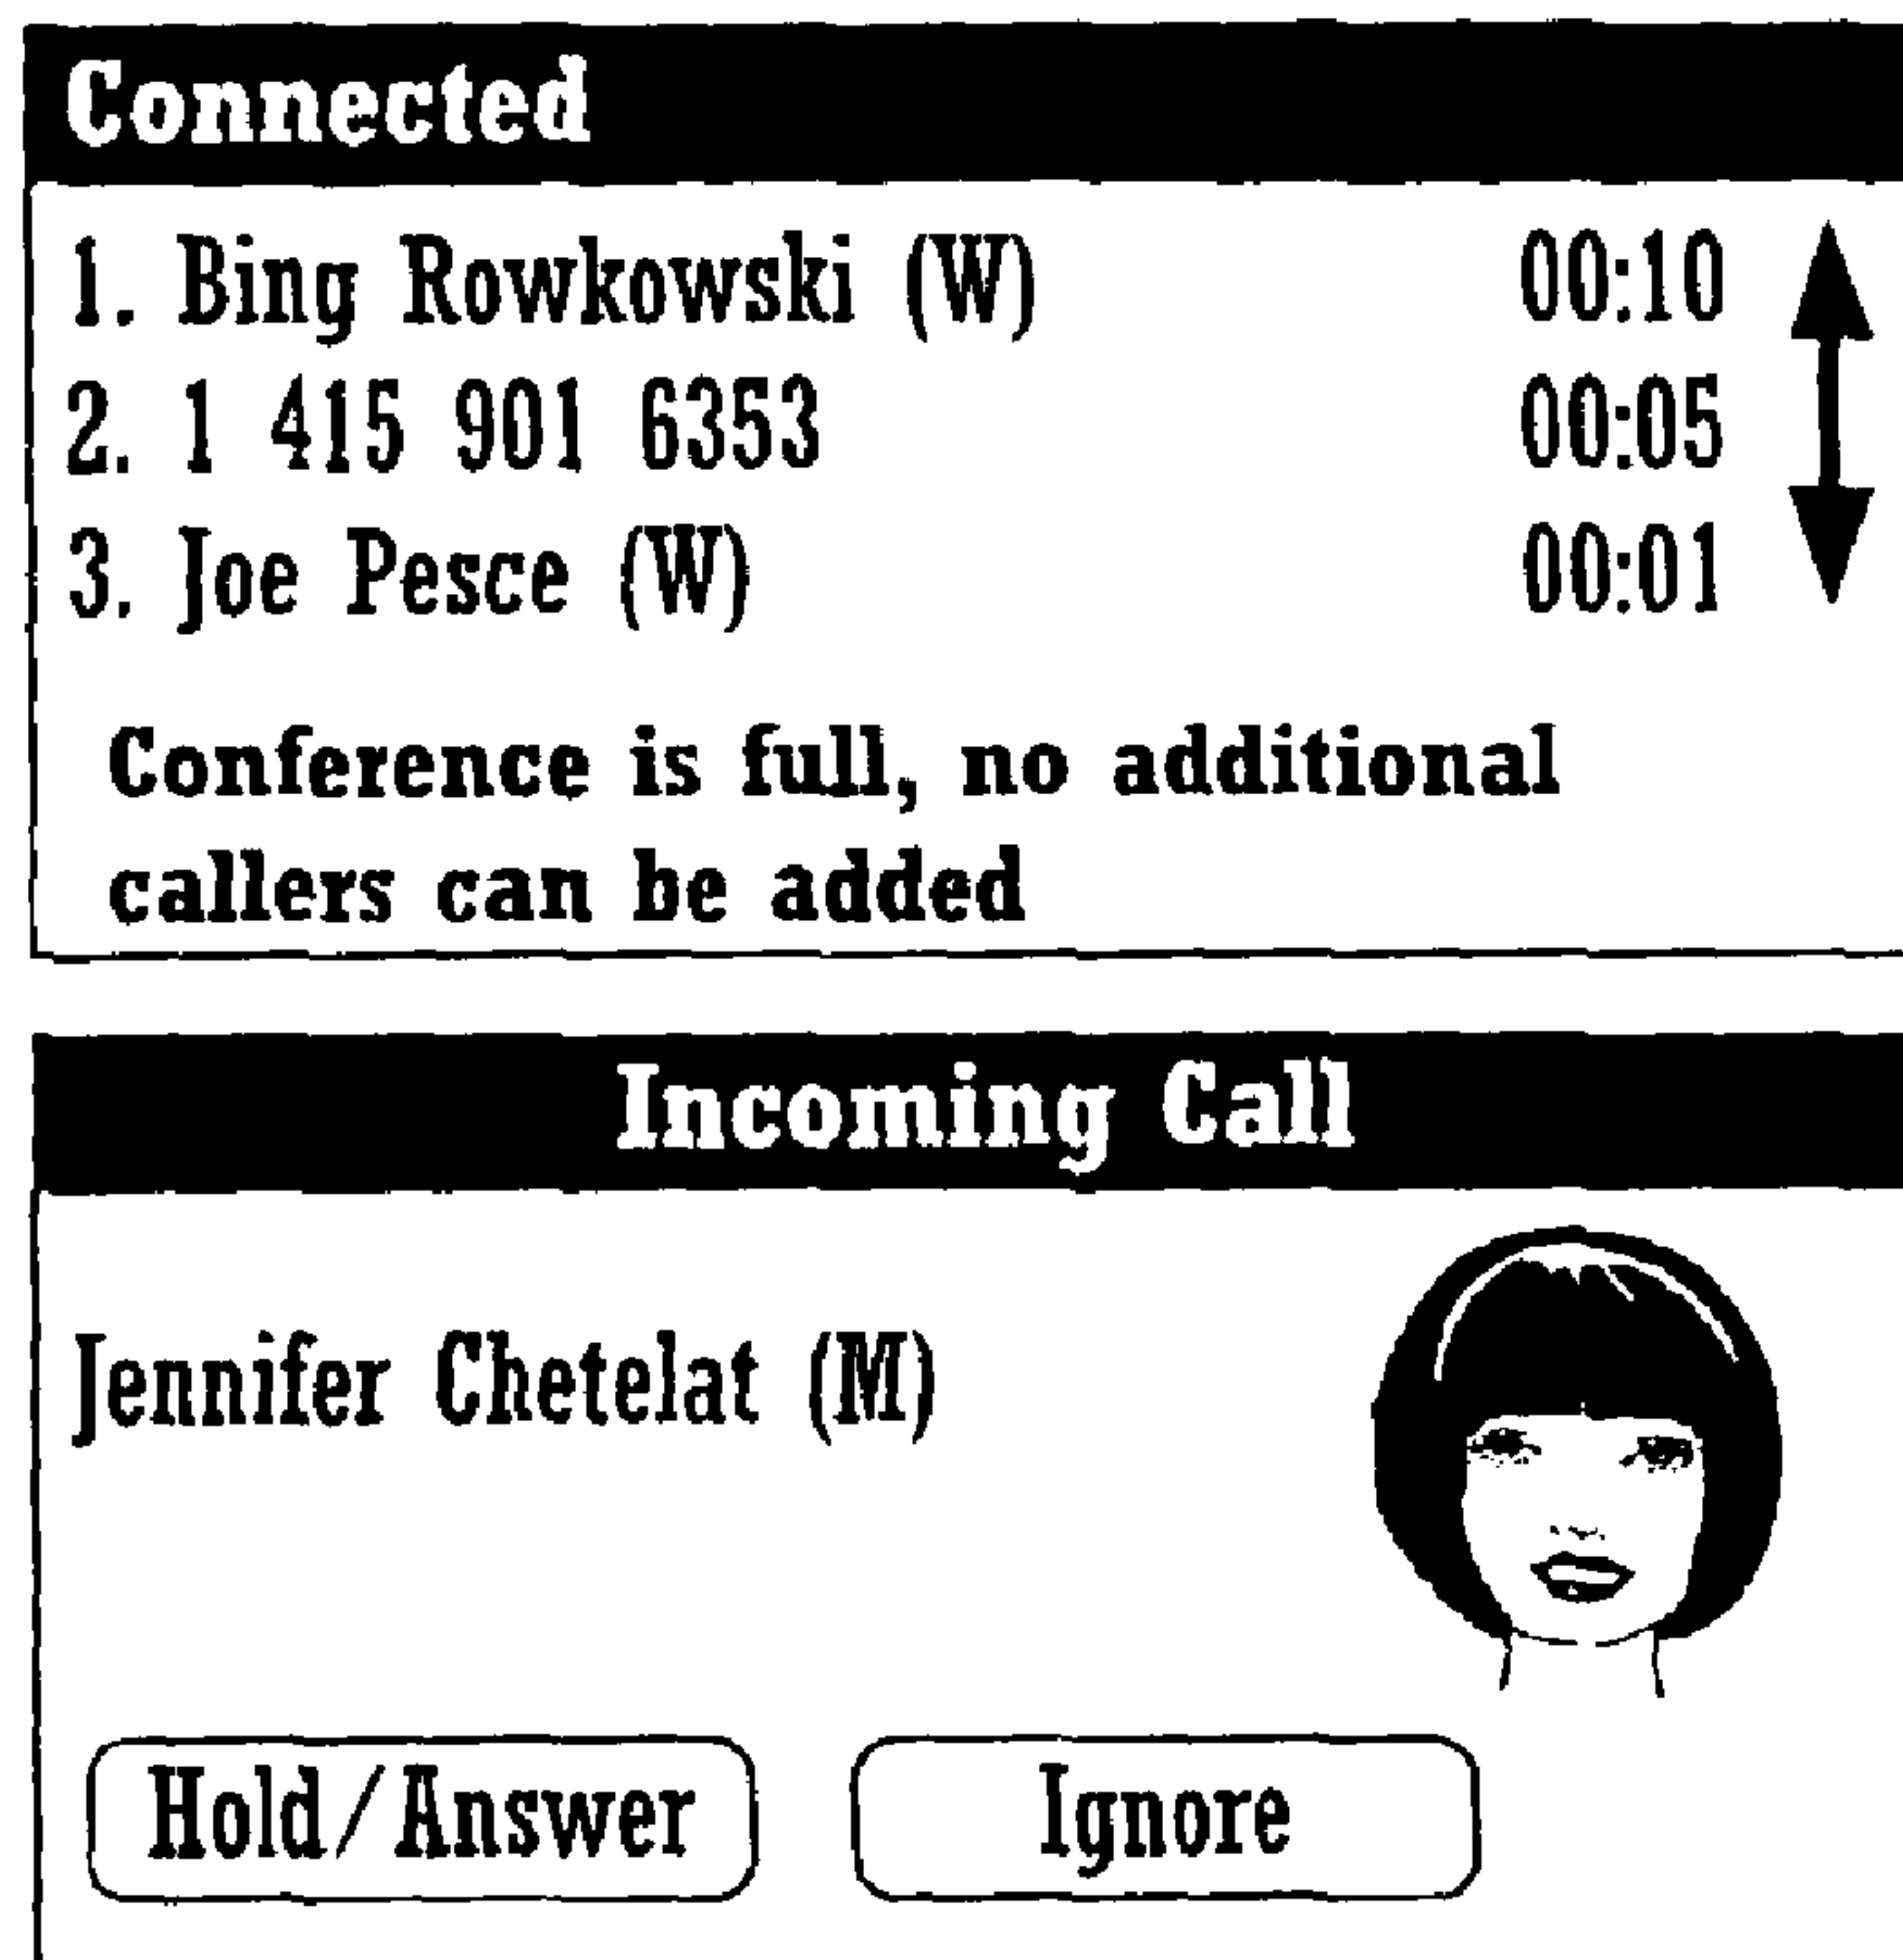 Connected
1. Bing Rowkowski (W) 00:10
2. 1 415 901 6353 00:05
3. Joe Pesce (W) 00:01
Conference is full, no additional
callers can be added
Incoming Call
Jennifer Chetelat (M)
Hold/Answer Ignore